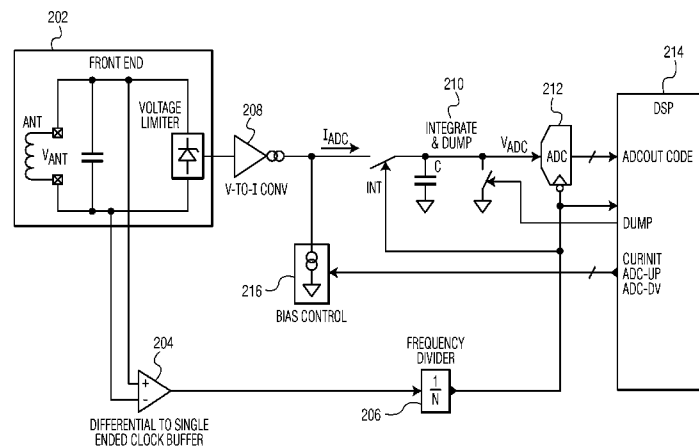 202
FRONT END
ANT
VANT
VOLTAGE
LIMITER
208
V-TO-I CONV
IADC
INT
210
INTEGRATE
& DUMP
C
VADC
212
ADC
214
DSP
ADCOUT CODE
DUMP
CURINIT
ADC-UP
ADC-DV
216
BIAS CONTROL
204
+
-
DIFFERENTIAL TO SINGLE
ENDED CLOCK BUFFER
FREQUENCY
DIVIDER
1
N
206